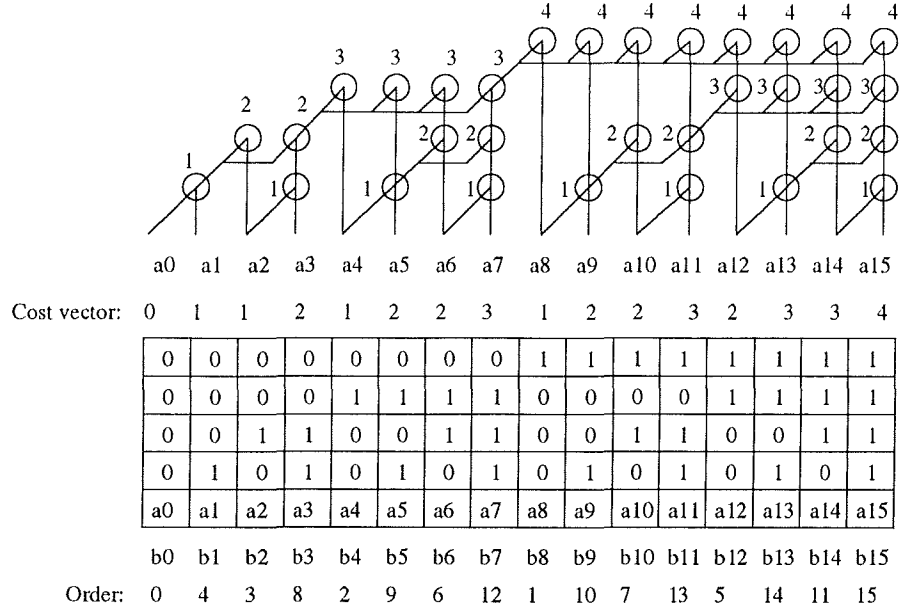 4 4 4 4 4 4 4 4
3 3 3 3
3 3 3 3
2 2
2 2 2 2 2 2
1
1 1 1 1 1 1 1
a0 a1 a2 a3 a4 a5 a6 a7 a8 a9 a10 a11 a12 a13 a14 a15
Cost vector: 0 1 1 2 1 2 2 3 1 2 2 3 2 3 3 4
0 0 0 0 0 0 0 0 1 1 1 1 1 1 1 1
0 0 0 0 1 1 1 1 0 0 0 0 1 1 1 1
0 0 1 1 0 0 1 1 0 0 1 1 0 0 1 1
0 1 0 1 0 1 0 1 0 1 0 1 0 1 0 1
a0 a1 a2 a3 a4 a5 a6 a7 a8 a9 a10 a11 a12 a13 a14 a15
b0 b1 b2 b3 b4 b5 b6 b7 b8 b9 b10 b11 b12 b13 b14 b15
Order: 0 4 3 8 2 9 6 12 1 10 7 13 5 14 11 15